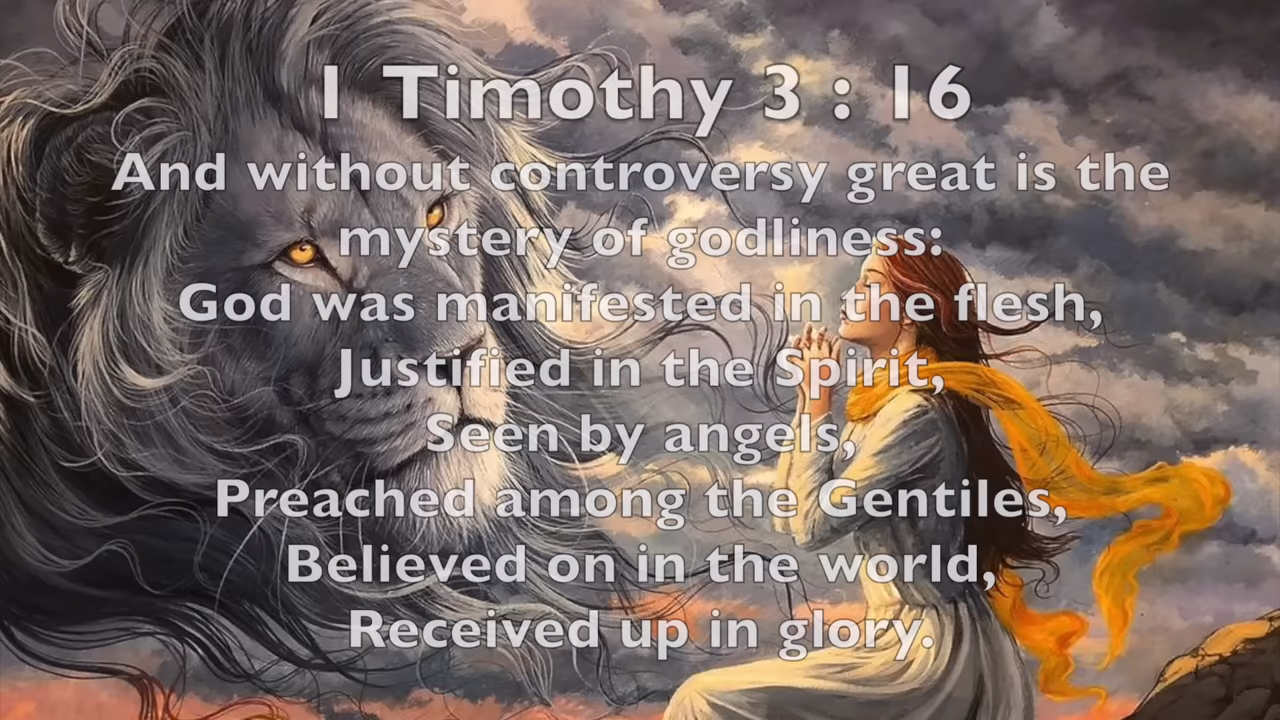 1 Timothy 3 : 16
And without controversy great is the
mystery of godliness:
God was manifested in the flesh,
Justified in the Spirit,
Seen by angels,
Preached among the Gentiles,
Believed on in the world,
Received up in glory.